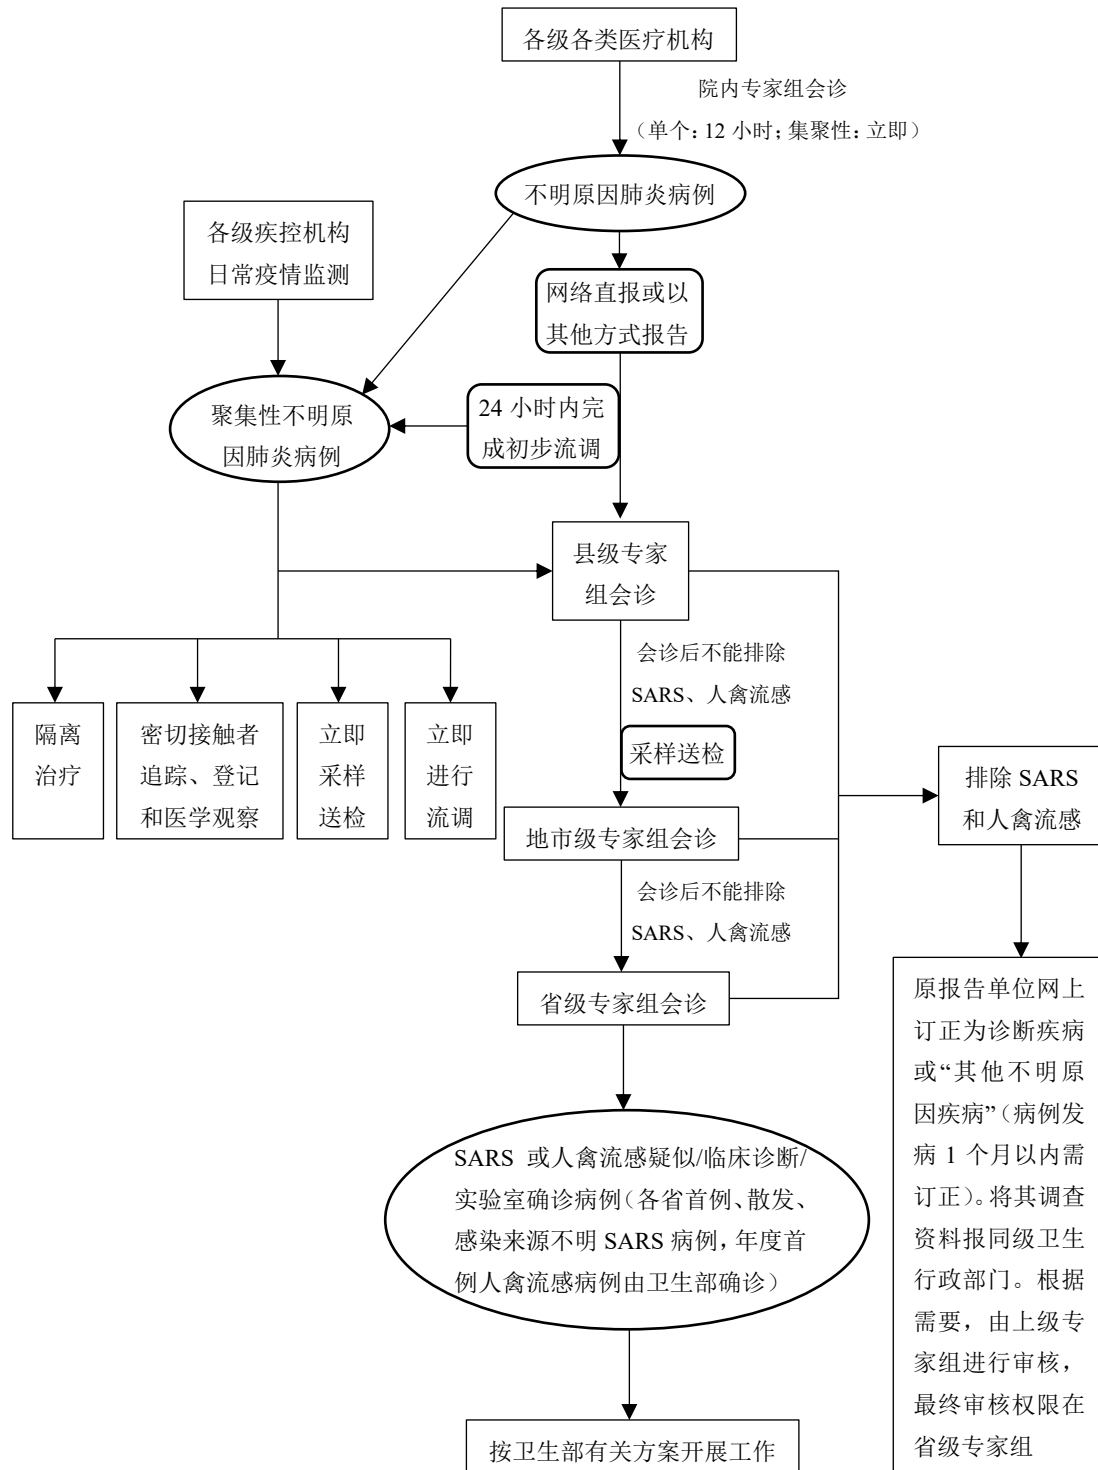 各级各类医疗机构
院内专家组会诊
（单个：12 小时；集聚性：立即）
不明原因肺炎病例
各级疾控机构
日常疫情监测
网络直报或以
其他方式报告
聚集性不明原
因肺炎病例
24 小时内完
成初步流调
县级专家
组会诊
会诊后不能排除
SARS、人禽流感
隔离
治疗
密切接触者
追踪、登记
和医学观察
立即
采样
送检
立即
进行
流调
采样送检
排除 SARS
和人禽流感
地市级专家组会诊
会诊后不能排除
SARS、人禽流感
省级专家组会诊
原报告单位网上
订正为诊断疾病
或“其他不明原
因疾病”（病例发
病 1 个月以内需
订正）。将其调查
资料报同级卫生
行政部门。根据
需要，由上级专
家组进行审核，
最终审核权限在
省级专家组
SARS 或人禽流感疑似/临床诊断/
实验室确诊病例（各省首例、散发、
感染来源不明 SARS 病例，年度首
例人禽流感病例由卫生部确诊）
按卫生部有关方案开展工作